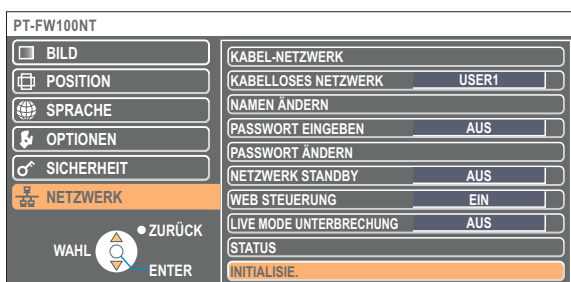 PT-FW100NT
BILD
POSITION
SPRACHE
OPTIONEN
SICHERHEIT
NETZWERK
ZURÜCK
WAHL
ENTER
KABEL-NETZWERK
KABELLOSES NETZWERK USER1
NAMEN ÄNDERN
PASSWORT EINGEBEN AUS
PASSWORT ÄNDERN
NETZWERK STANDBY AUS
WEB STEUERUNG EIN
LIVE MODE UNTERBRECHUNG AUS
STATUS
INITIALISIE.